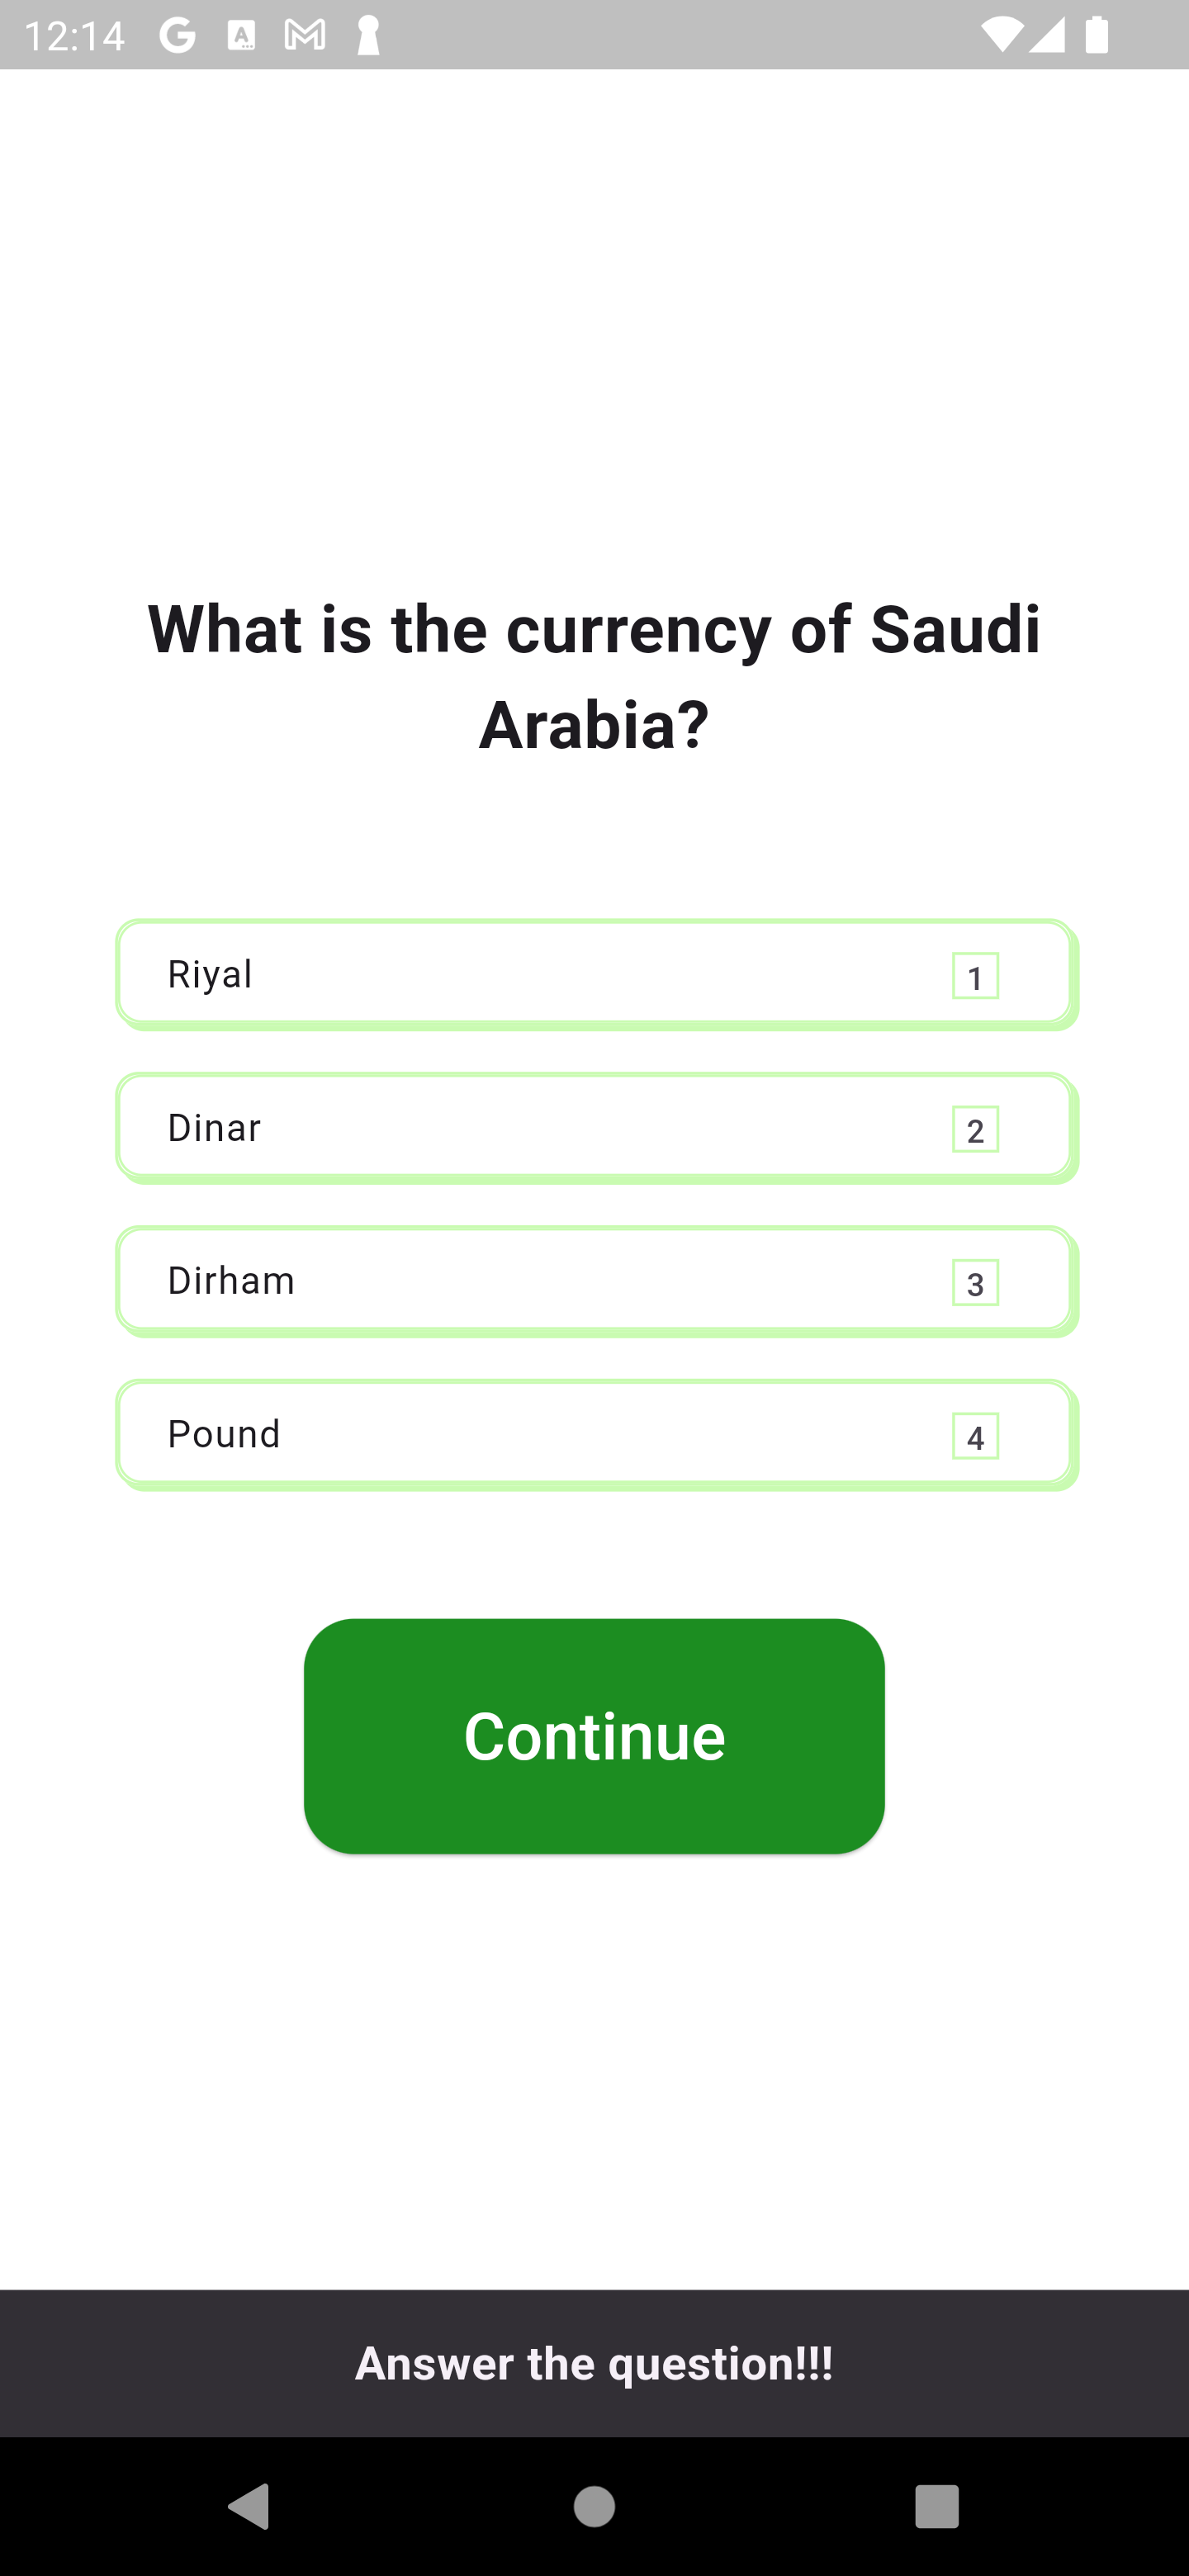 12:14
What is the currency of Saudi
Arabia?
Riyal 1
Dinar 2
Dirham 3
Pound 4
Continue
Answer the question!!!